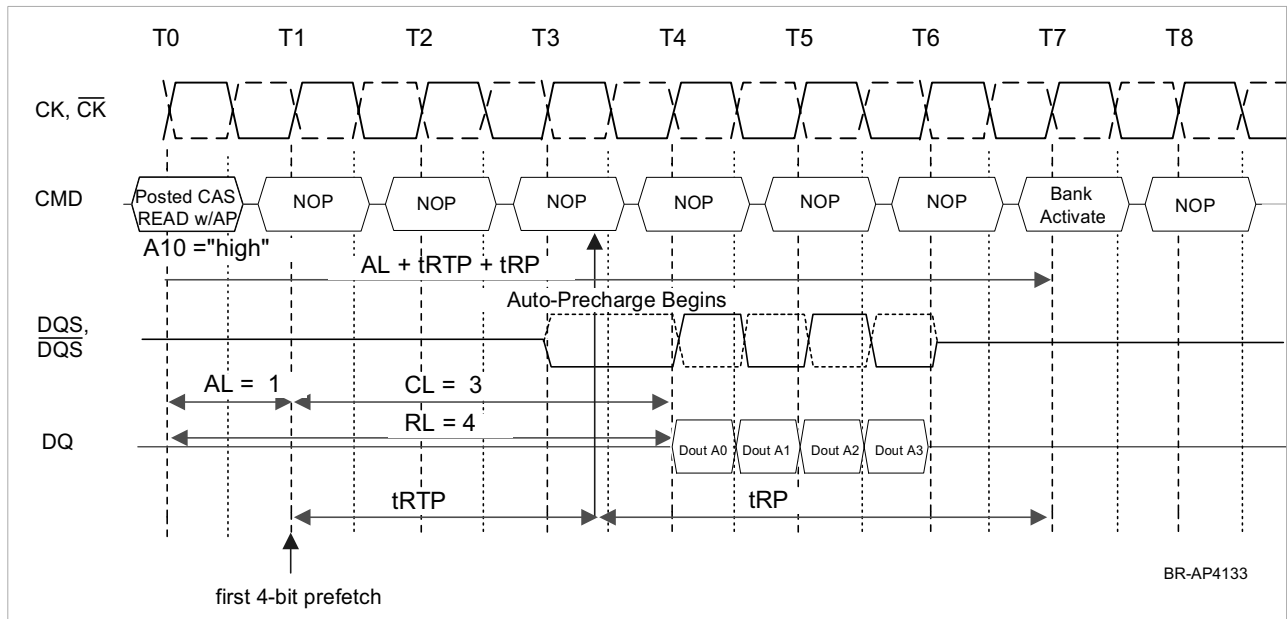 T0 T1 T2 T3 T4 T5 T6 T7 T8
CK, CK
CMD
Posted CAS
READ w/AP
NOP NOP NOP NOP NOP NOP
Bank
Activate
NOP
A10 ="high"
AL + tRTP + tRP
Auto-Precharge Begins
DQS,
DQS
AL = 1
CL = 3
RL = 4
DQ
Dout A0 Dout A1 Dout A2 Dout A3
tRTP
tRP
first 4-bit prefetch
BR-AP4133